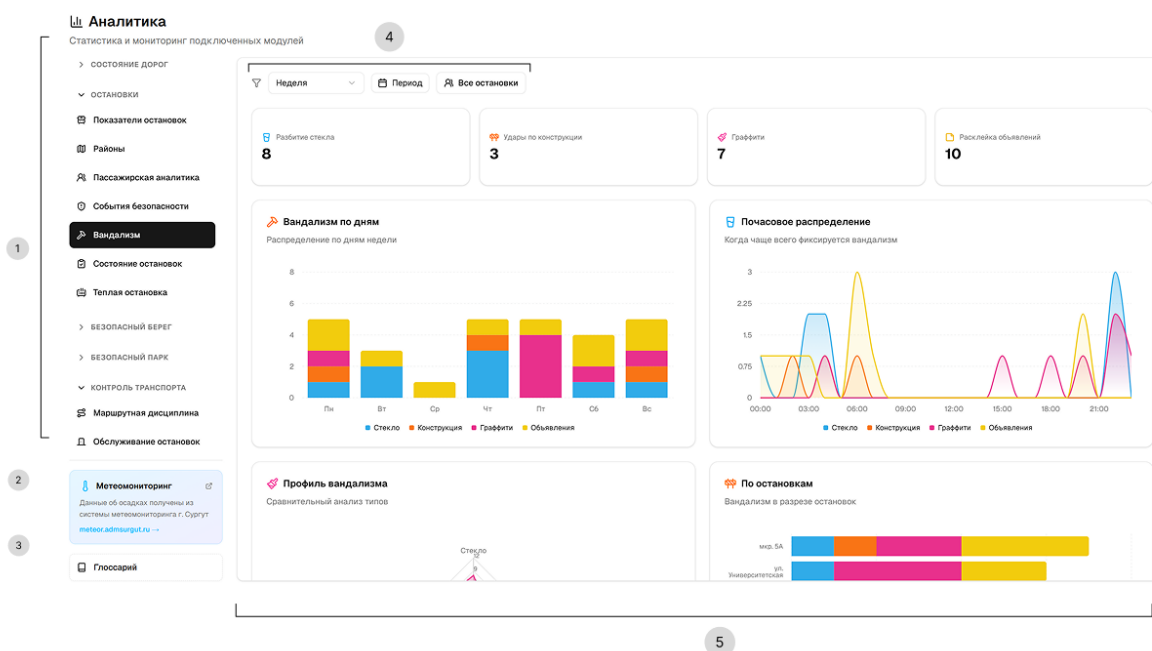 Аналитика
Статистика и мониторинг подключенных модулей
4
СОСТОЯНИЕ ДОРОГ
ОСТАНОВКИ
Показатели остановок
Районы
Пассажирская аналитика
События безопасности
Вандализм
Состояние остановок
Теплая остановка
БЕЗОПАСНЫЙ БЕРЕГ
БЕЗОПАСНЫЙ ПАРК
КОНТРОЛЬ ТРАНСПОРТА
Маршрутная дисциплина
Обслуживание остановок
1
2
Метеомониторинг
Данные об осадках получены из
системы метеомониторинга г. Сургут
meteor.admsurgut.ru →
3
Глоссарий
Неделя
Период
Все остановки
Разбитие стекла
8
Удары по конструкции
3
Граффити
7
Расклейка объявлений
10
Вандализм по дням
Распределение по дням недели
8
6
4
2
0
Пн Вт Ср Чт Пт Сб Вс
Стекло Конструкция Граффити Объявления
Почасовое распределение
Когда чаще всего фиксируется вандализм
3
2.25
1.5
0.75
0
00:00 03:00 06:00 09:00 12:00 15:00 18:00 21:00
Стекло Конструкция Граффити Объявления
Профиль вандализма
Сравнительный анализ типов
Стекло
12
9
По остановкам
Вандализм в разрезе остановок
мкр. 5А
ул.
Университетская
5